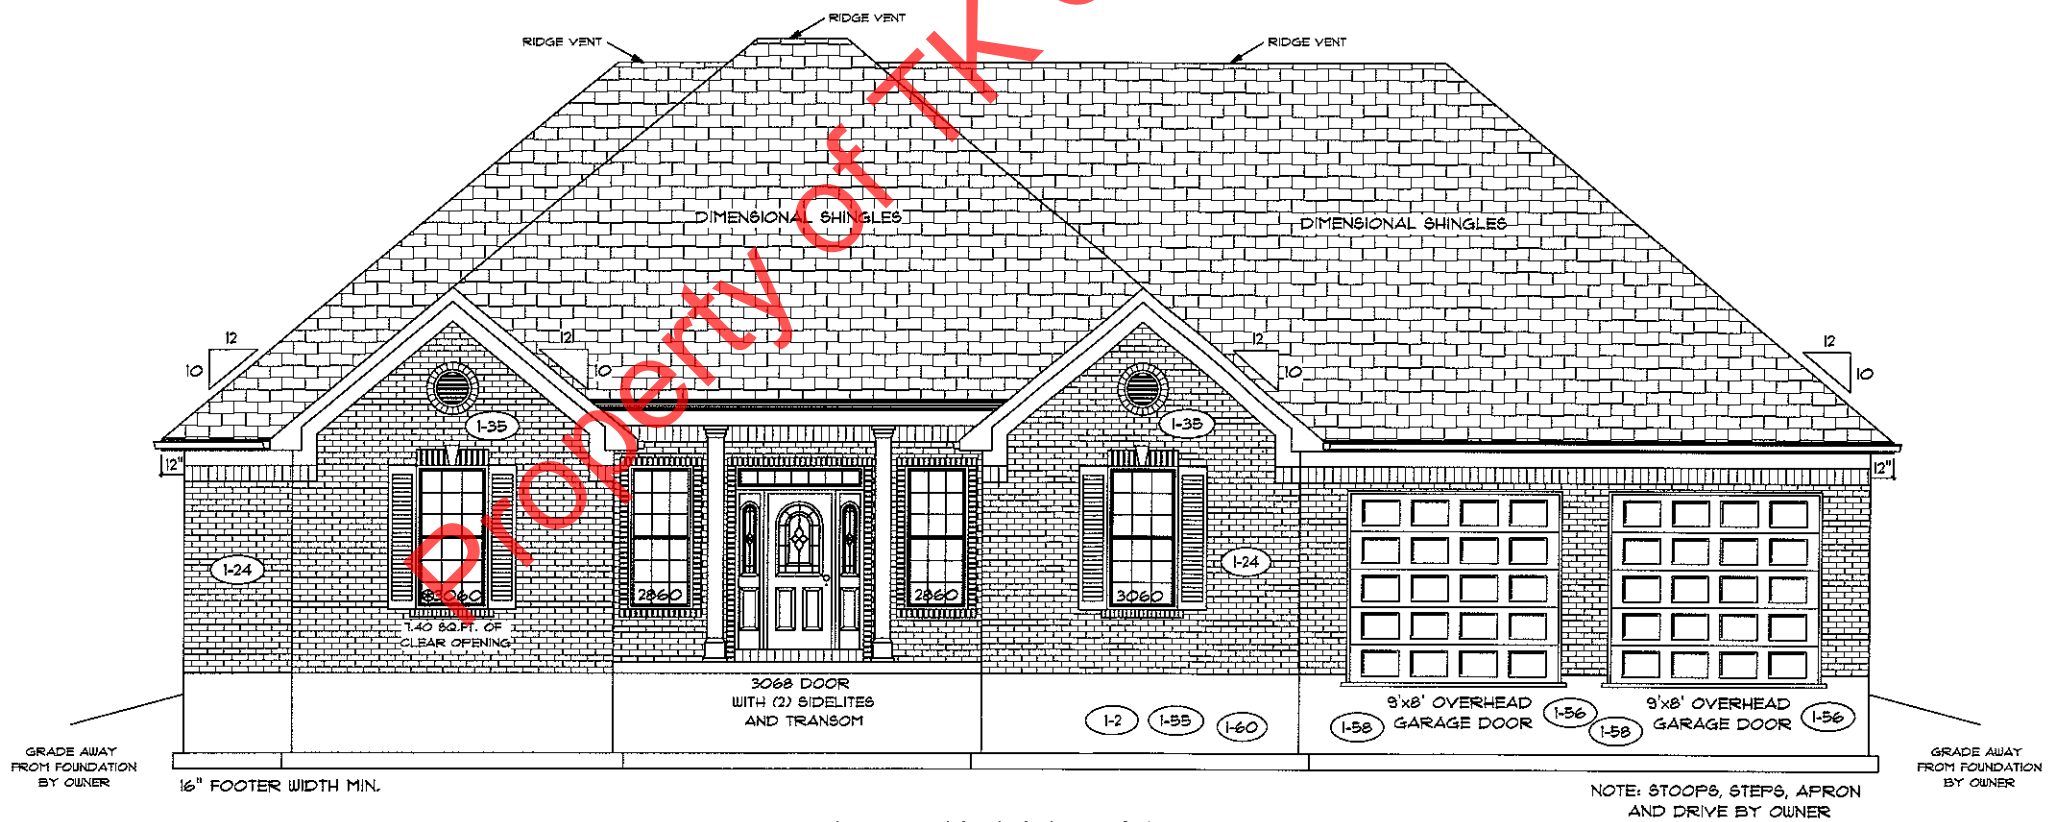 RIDGE VENT
RIDGE VENT
RIDGE VENT
DIMENSIONAL SHINGLES
DIMENSIONAL SHINGLES
Property of TK
12
10
12
10
12
10
12
10
1-35
1-35
12"
12"
1-24
1-24
3060
2860
2860
3060
7.40 SQ.FT. OF
CLEAR OPENING
3068 DOOR
WITH (2) SIDELITES
AND TRANSOM
1-2
1-55
1-60
1-58
9'x8' OVERHEAD
GARAGE DOOR
1-56
1-58
9'x8' OVERHEAD
GARAGE DOOR
1-56
GRADE AWAY
FROM FOUNDATION
BY OWNER
16" FOOTER WIDTH MIN.
GRADE AWAY
FROM FOUNDATION
BY OWNER
NOTE: STOOPS, STEPS, APRON
AND DRIVE BY OWNER